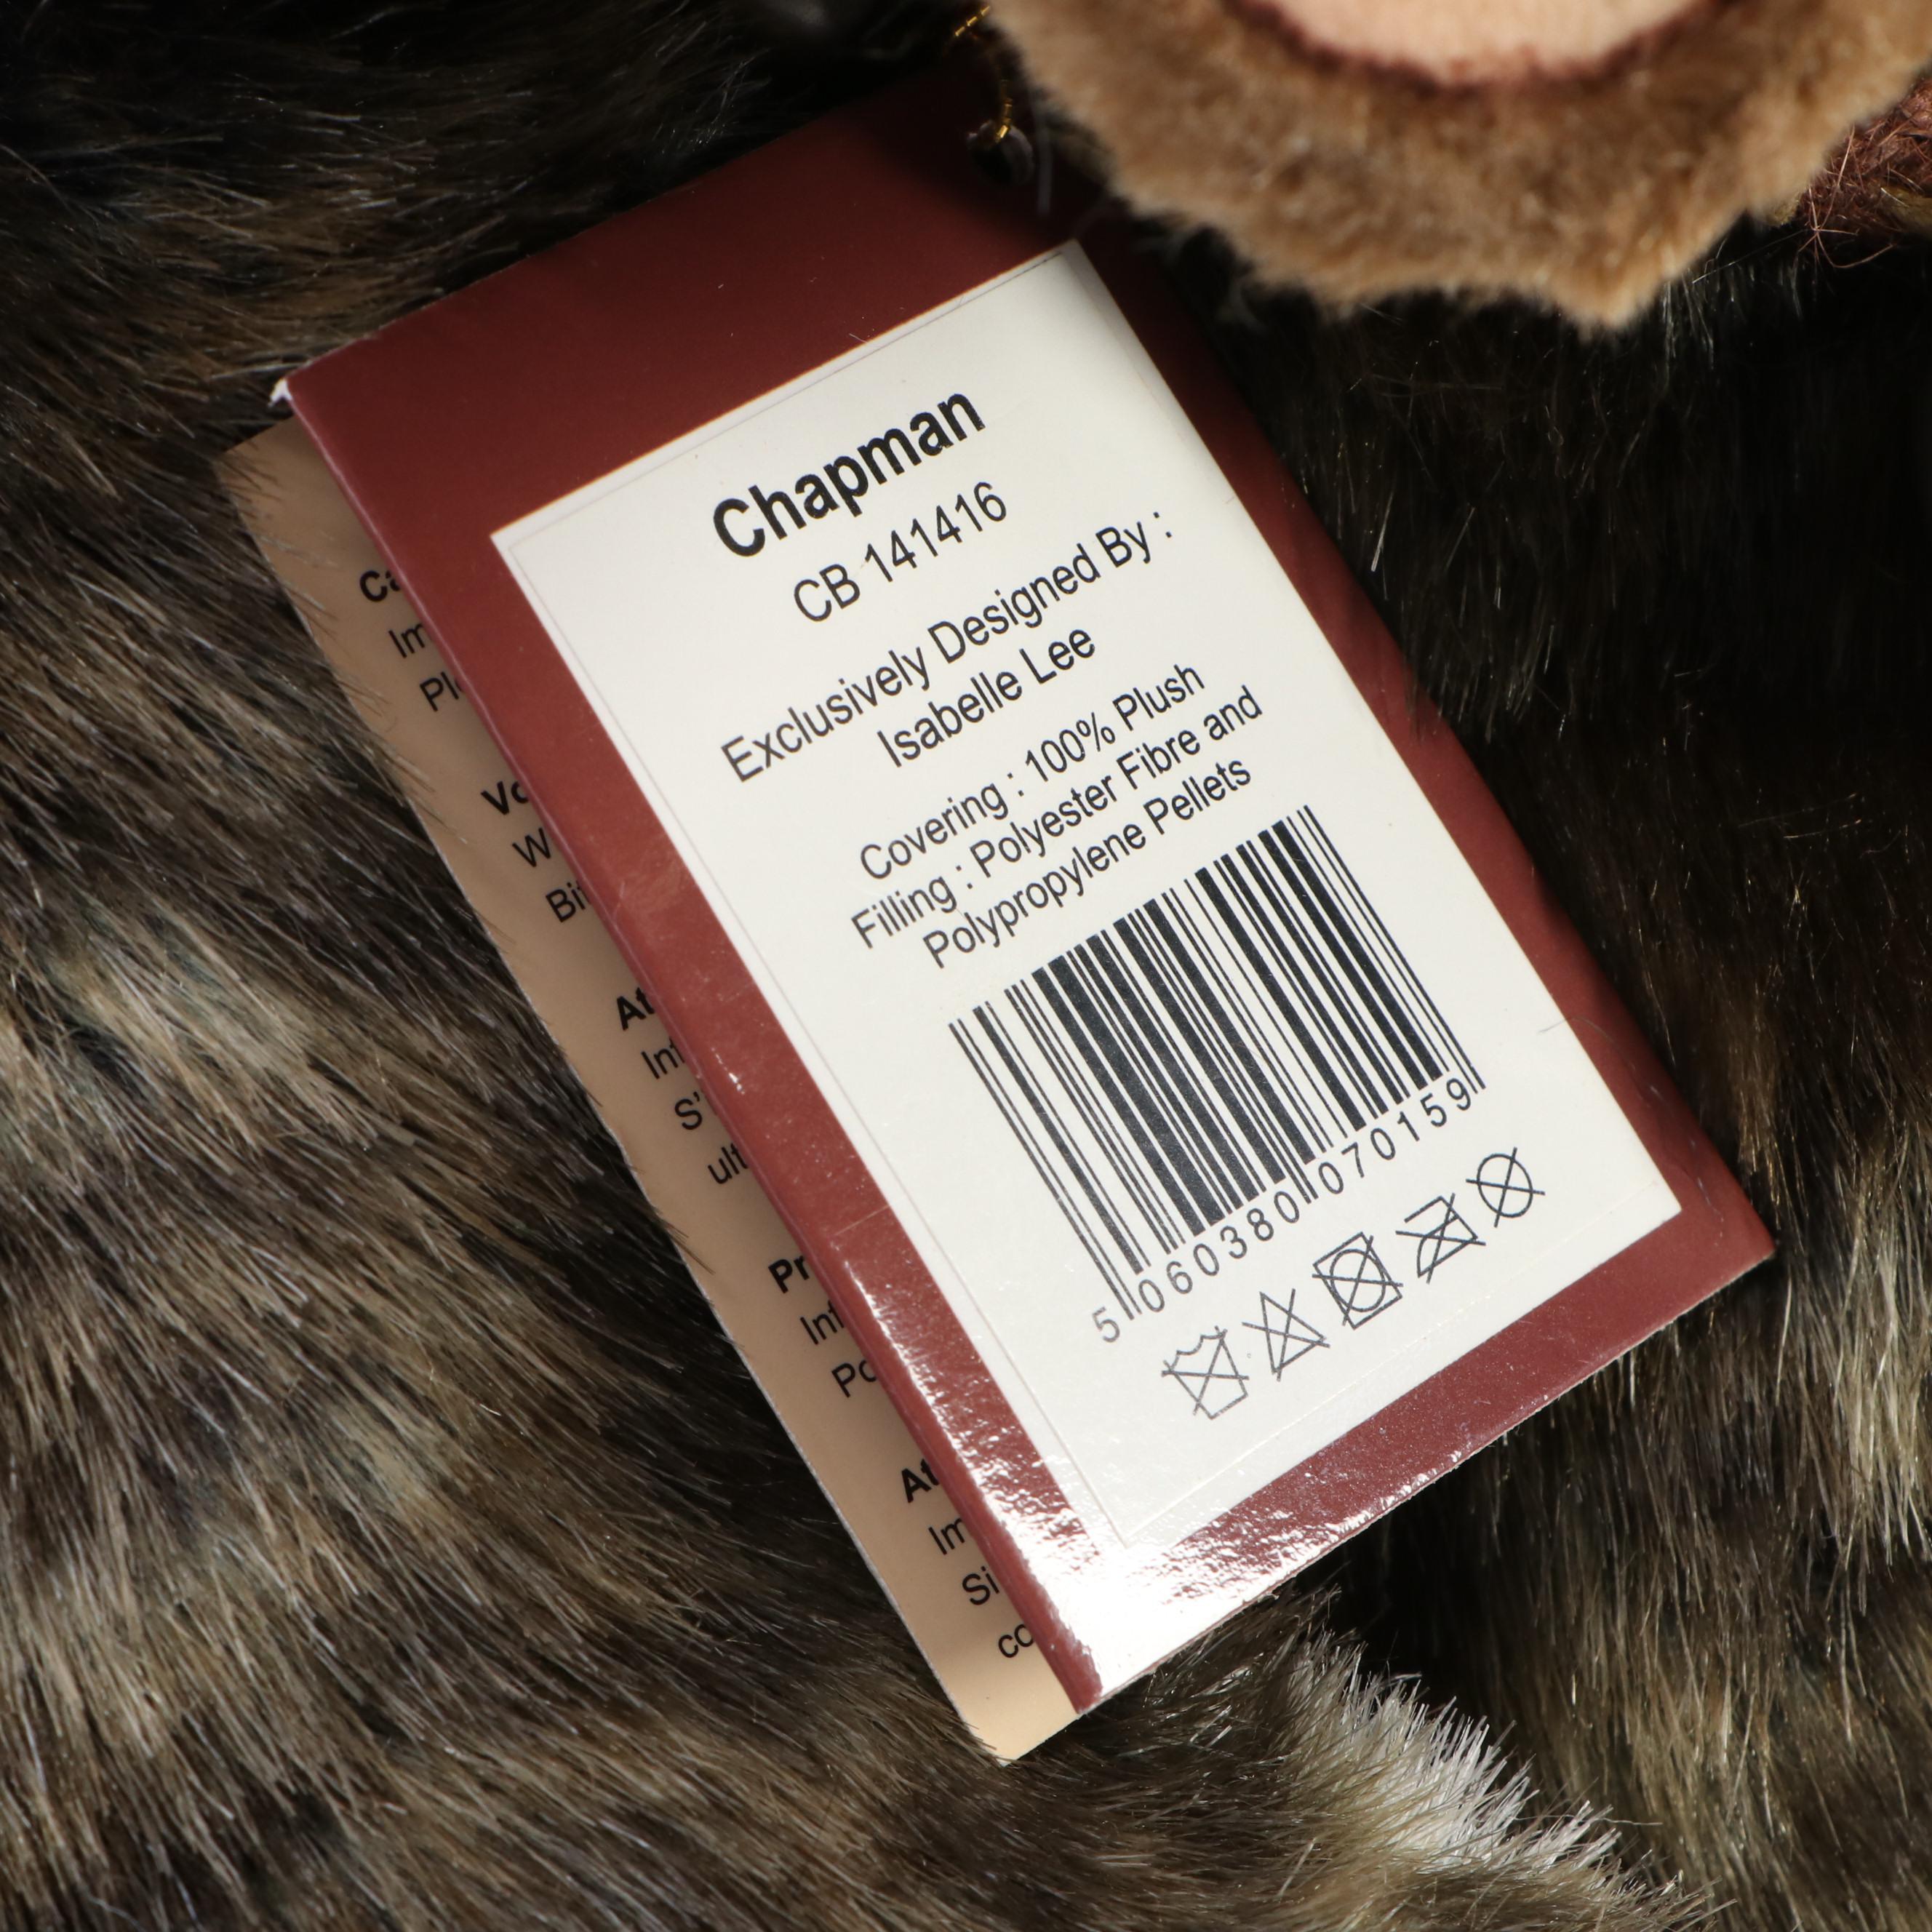 Chapman
CB 141416
Exclusively Designed By :
Isabelle Lee
Covering : 100% Plush
Filling : Polyester Fibre and
Polypropylene Pellets
5 060380 070159